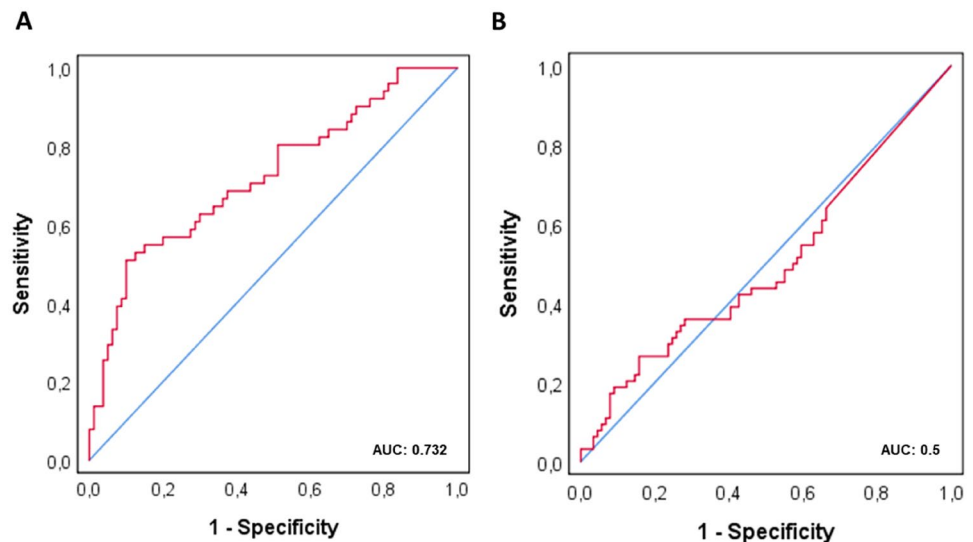 A
Sensitivity
1,0
0,8
0,6
0,4
0,2
0,0
AUC: 0.732
0,0 0,2 0,4 0,6 0,8 1,0
1 - Specificity
B
Sensitivity
1,0
0,8
0,6
0,4
0,2
0,0
AUC: 0.5
0,0 0,2 0,4 0,6 0,8 1,0
1 - Specificity